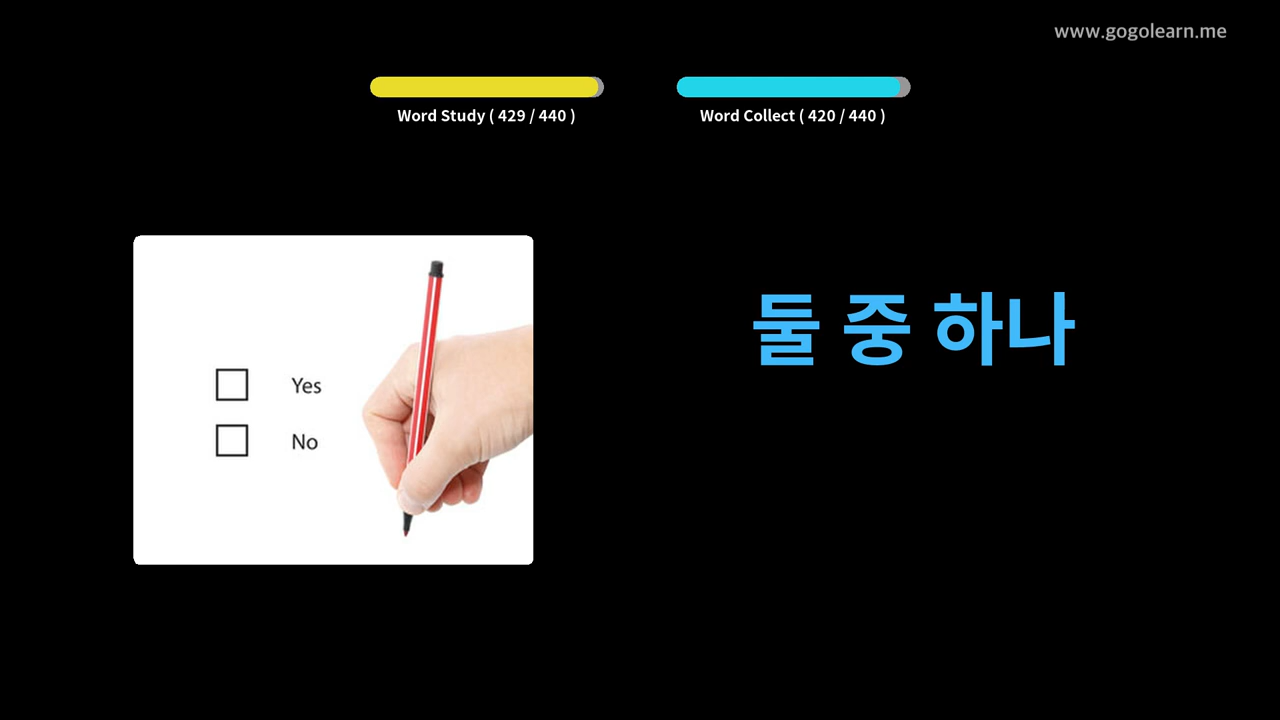 www.gogolearn.me
Word Study ( 429 / 440 )
Word Collect ( 420 / 440 )
둘 중 하나
Yes
No